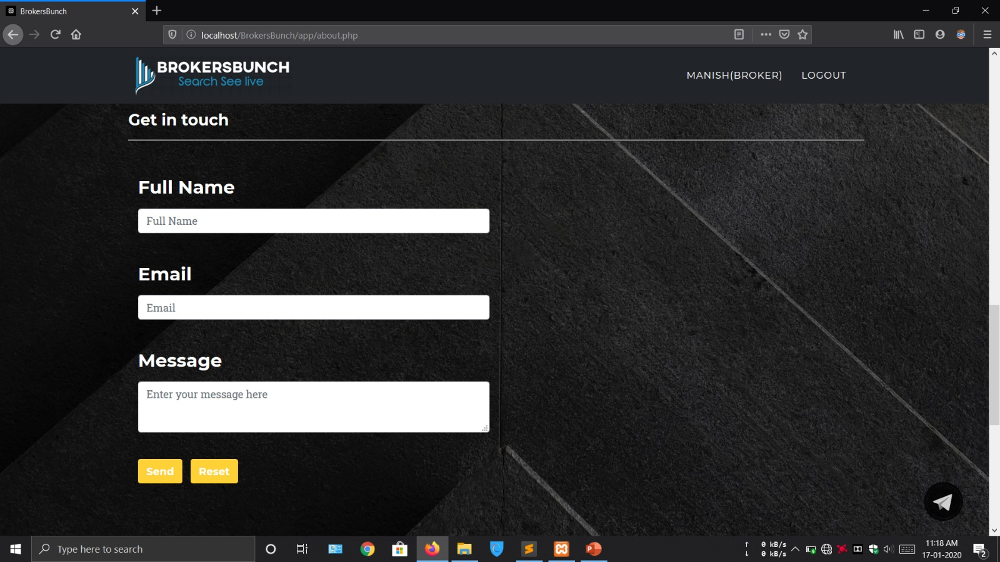 BrokersBunch
localhost/BrokersBunch/app/about.php
BROKERSBUNCH
Search See live
MANISH(BROKER) LOGOUT
Get in touch
Full Name
Full Name
Email
Email
Message
Enter your message here
Send Reset
Type here to search
0 kB/s
0 kB/s
11:18 AM
17-01-2020
2